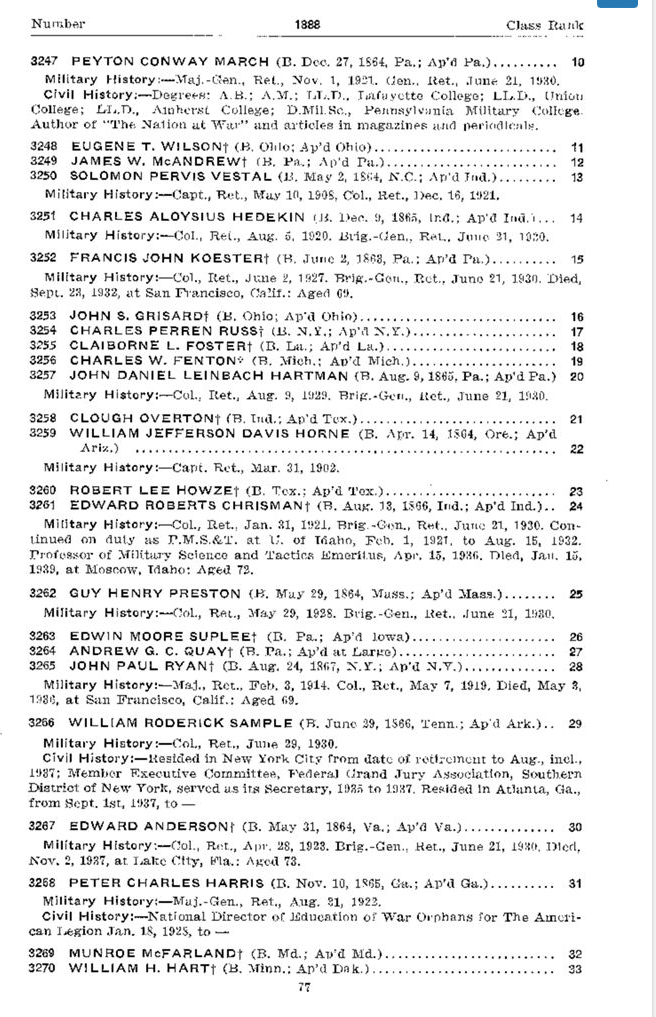 Number 1888 Class Rank
3247 PEYTON CONWAY MARCH (B. Dec. 27, 1864, Pa.; Ap'd Pa.).......... 10
Military History:—Maj.-Gen., Ret., Nov. 1, 1921. Gen., Ret., June 21, 1930.
Civil History:—Degrees: A.B.; A.M.; LL.D., Lafayette College; LL.D., Union
College; LL.D., Amherst College; D.Mil.Sc., Pennsylvania Military College.
Author of "The Nation at War" and articles in magazines and periodicals.
3248 EUGENE T. WILSON† (B. Ohio; Ap'd Ohio)........................... 11
3249 JAMES W. McANDREW† (B. Pa.; Ap'd Pa.)......................... 12
3250 SOLOMON PERVIS VESTAL (B. May 2, 1864, N.C.; Ap'd Ind.)......... 13
Military History:—Capt., Ret., May 10, 1908, Col., Ret., Dec. 16, 1921.
3251 CHARLES ALOYSIUS HEDEKIN (B. Dec. 9, 1865, Ind.; Ap'd Ind.)... 14
Military History:—Col., Ret., Aug. 5, 1920. Brig.-Gen., Ret., June 21, 1930.
3252 FRANCIS JOHN KOESTER† (B. June 2, 1863, Pa.; Ap'd Pa.).......... 15
Military History:—Col., Ret., June 2, 1927. Brig.-Gen., Ret., June 21, 1930. Died,
Sept. 23, 1932, at San Francisco, Calif.: Aged 69.
3253 JOHN S. GRISARD† (B. Ohio; Ap'd Ohio)............................. 16
3254 CHARLES PERREN RUSS† (B. N.Y.; Ap'd N.Y.)..................... 17
3255 CLAIBORNE L. FOSTER† (B. La.; Ap'd La.)......................... 18
3256 CHARLES W. FENTON* (B. Mich.; Ap'd Mich.)..................... 19
3257 JOHN DANIEL LEINBACH HARTMAN (B. Aug. 9, 1865, Pa.; Ap'd Pa.) 20
Military History:—Col., Ret., Aug. 9, 1929. Brig.-Gen., Ret., June 21, 1930.
3258 CLOUGH OVERTON† (B. Ind.; Ap'd Tex.)............................ 21
3259 WILLIAM JEFFERSON DAVIS HORNE (B. Apr. 14, 1864, Ore.; Ap'd
Ariz.) ............................................................. 22
Military History:—Capt. Ret., Mar. 31, 1902.
3260 ROBERT LEE HOWZE† (B. Tex.; Ap'd Tex.)......................... 23
3261 EDWARD ROBERTS CHRISMAN† (B. Aug. 13, 1866, Ind.; Ap'd Ind.).. 24
Military History:—Col., Ret., Jan. 31, 1921, Brig.-Gen., Ret., June 21, 1930. Con-
tinued on duty as P.M.S.&T. at U. of Idaho, Feb. 1, 1921, to Aug. 15, 1932.
Professor of Military Science and Tactics Emeritus, Apr. 15, 1936. Died, Jan. 15,
1939, at Moscow, Idaho: Aged 72.
3262 GUY HENRY PRESTON (B. May 29, 1864, Mass.; Ap'd Mass.)........ 25
Military History:—Col., Ret., May 29, 1928. Brig.-Gen., Ret., June 21, 1930.
3263 EDWIN MOORE SUPLEE† (B. Pa.; Ap'd Iowa)..................... 26
3264 ANDREW G. C. QUAY† (B. Pa.; Ap'd at Large)....................... 27
3265 JOHN PAUL RYAN† (B. Aug. 24, 1867, N.Y.; Ap'd N.Y.)............. 28
Military History:—Maj., Ret., Feb. 3, 1914. Col., Ret., May 7, 1919. Died, May 3,
1936, at San Francisco, Calif.: Aged 69.
3266 WILLIAM RODERICK SAMPLE (B. June 29, 1866, Tenn.; Ap'd Ark.).. 29
Military History:—Col., Ret., June 29, 1930.
Civil History:—Resided in New York City from date of retirement to Aug., incl.,
1937; Member Executive Committee, Federal Grand Jury Association, Southern
District of New York, served as its Secretary, 1935 to 1937. Resided in Atlanta, Ga.,
from Sept. 1st, 1937, to —
3267 EDWARD ANDERSON† (B. May 31, 1864, Va.; Ap'd Va.)............. 30
Military History:—Col., Ret., Apr. 28, 1923. Brig.-Gen., Ret., June 21, 1930. Died,
Nov. 2, 1937, at Lake City, Fla.: Aged 73.
3268 PETER CHARLES HARRIS (B. Nov. 10, 1865, Ga.; Ap'd Ga.).......... 31
Military History:—Maj.-Gen., Ret., Aug. 31, 1922.
Civil History:—National Director of Education of War Orphans for The Ameri-
can Legion Jan. 18, 1928, to —
3269 MUNROE McFARLAND† (B. Md.; Ap'd Md.)......................... 32
3270 WILLIAM H. HART† (B. Minn.; Ap'd Dak.)........................... 33
77